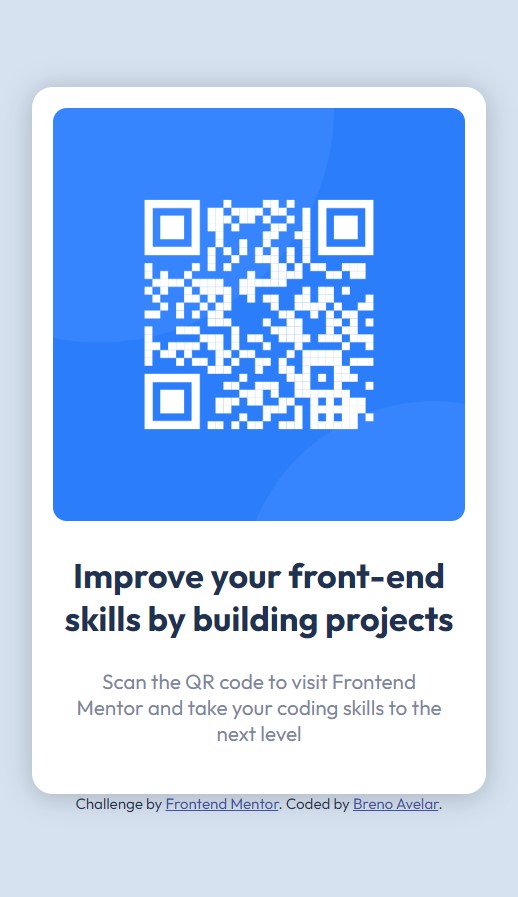 Improve your front-end
skills by building projects
Scan the QR code to visit Frontend
Mentor and take your coding skills to the
next level
Challenge by Frontend Mentor. Coded by Breno Avelar.